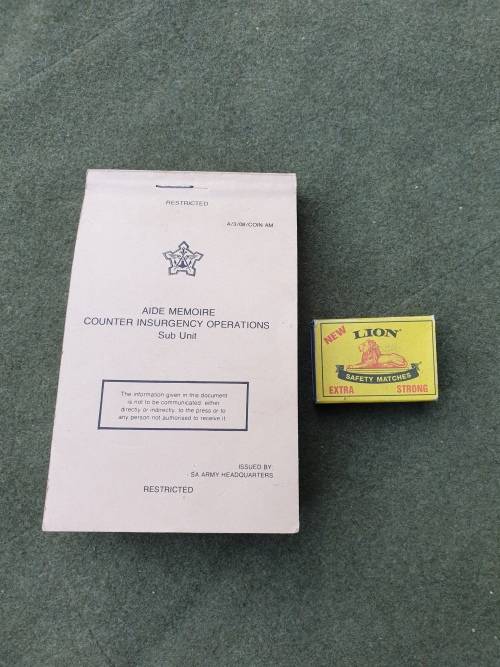 RESTRICTED
A/3/08/COIN AM
AIDE MEMOIRE
COUNTER INSURGENCY OPERATIONS
Sub Unit
The information given in this document
is not to be communicated either
directly or indirectly, to the press or to
any person not authorised to receive it
ISSUED BY:
SA ARMY HEADQUARTERS
RESTRICTED
NEW
LION
SAFETY MATCHES
EXTRA STRONG